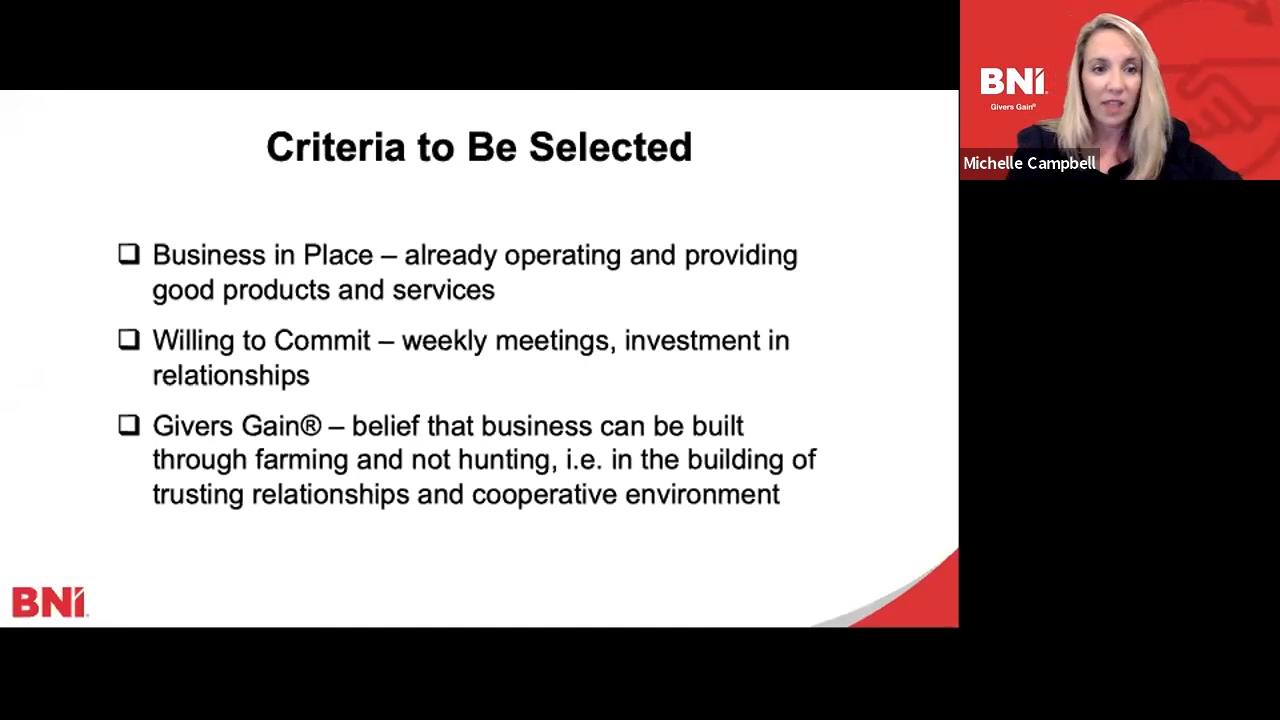 Criteria to Be Selected
❑ Business in Place – already operating and providing
good products and services
❑ Willing to Commit – weekly meetings, investment in
relationships
❑ Givers Gain® – belief that business can be built
through farming and not hunting, i.e. in the building of
trusting relationships and cooperative environment
BNI®
BNI®
Givers Gain®
Michelle Campbell